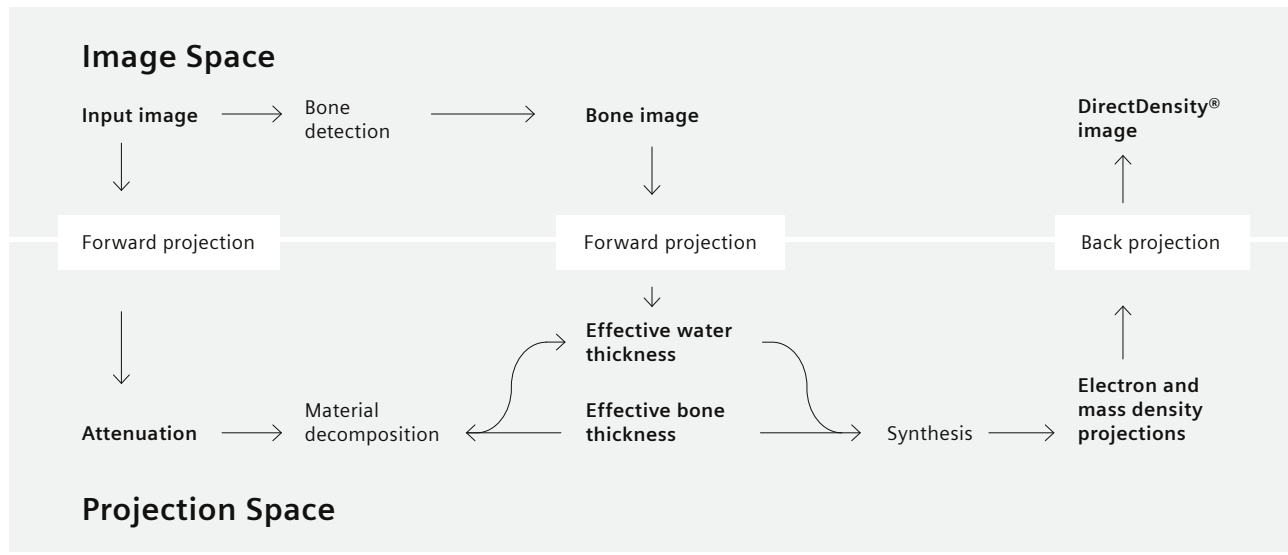 Image Space
Input image
Bone
detection
Bone image
DirectDensity®
image
Forward projection
Forward projection
Back projection
Effective water
thickness
Attenuation
Material
decomposition
Effective bone
thickness
Synthesis
Electron and
mass density
projections
Projection Space